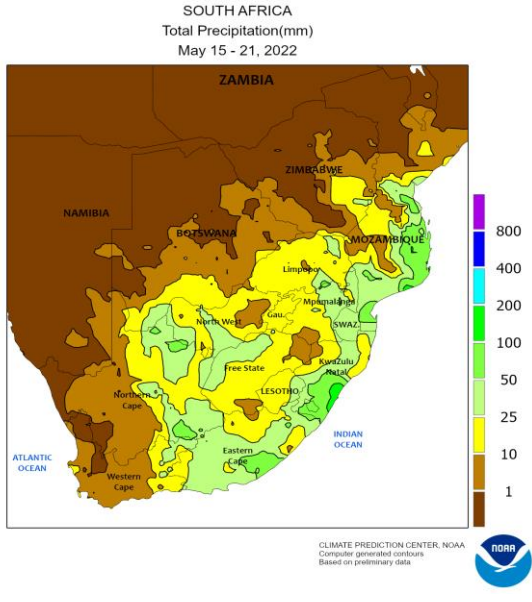 SOUTH AFRICA
Total Precipitation(mm)
May 15 - 21, 2022
ZAMBIA
ZIMBABWE
NAMIBIA
BOTSWANA
MOZAMBIQUE
Limpopo
Mpumalanga
North West
Gau.
SWAZ.
Free State
KwaZulu
Natal
LESOTHO
Northern
Cape
Eastern
Cape
Western
Cape
ATLANTIC
OCEAN
INDIAN
OCEAN
800
400
200
100
50
25
10
1
CLIMATE PREDICTION CENTER, NOAA
Computer generated contours
Based on preliminary data
NOAA